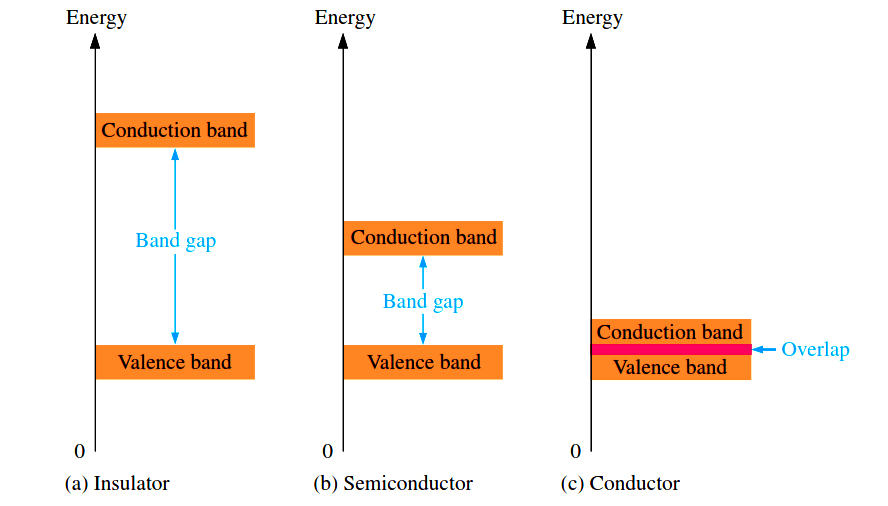 Energy
Conduction band
Band gap
Valence band
0
(a) Insulator
Energy
Conduction band
Band gap
Valence band
0
(b) Semiconductor
Energy
Conduction band
Overlap
Valence band
0
(c) Conductor